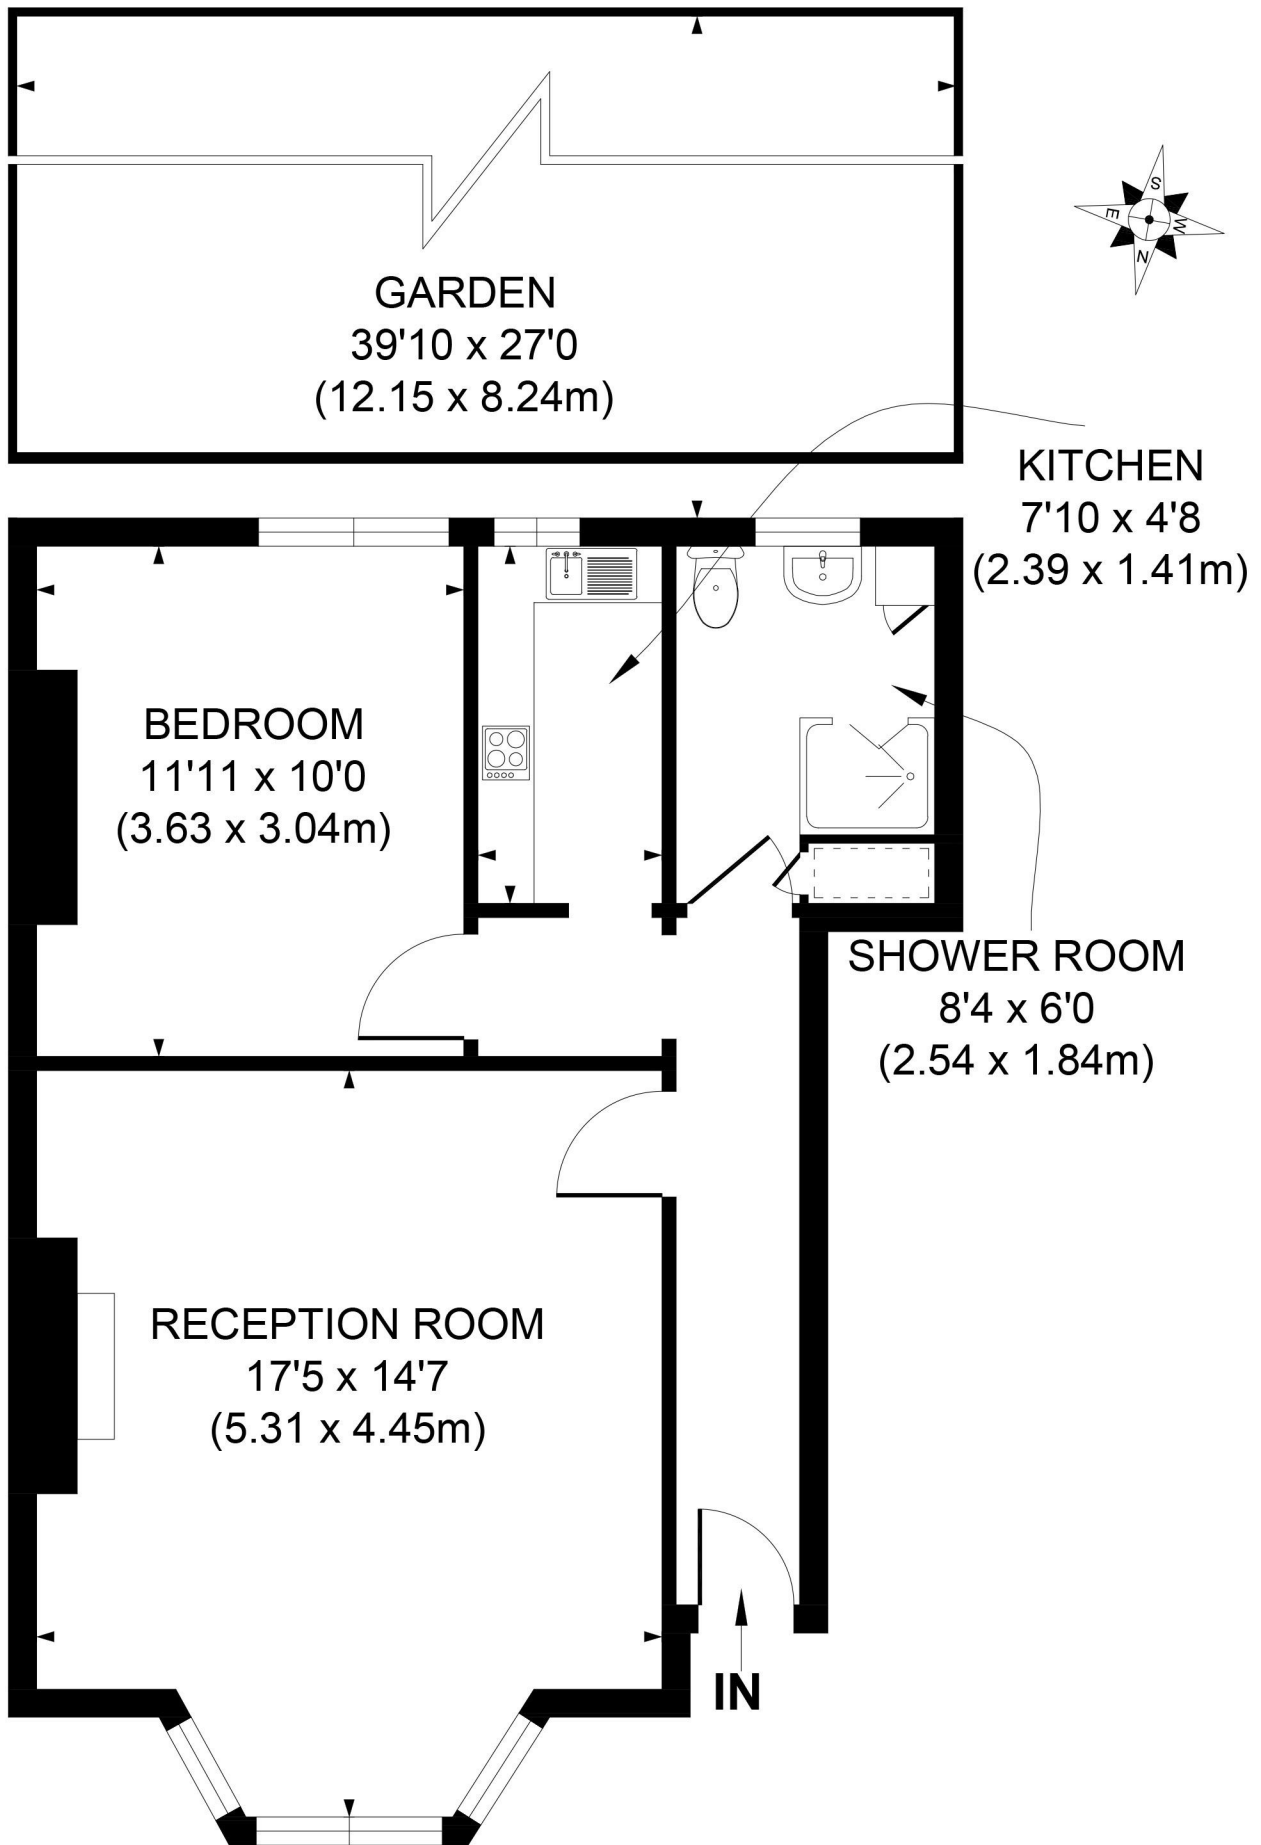 GARDEN
39'10 x 27'0
(12.15 x 8.24m)
S
E
W
N
KITCHEN
7'10 x 4'8
(2.39 x 1.41m)
BEDROOM
11'11 x 10'0
(3.63 x 3.04m)
SHOWER ROOM
8'4 x 6'0
(2.54 x 1.84m)
RECEPTION ROOM
17'5 x 14'7
(5.31 x 4.45m)
IN